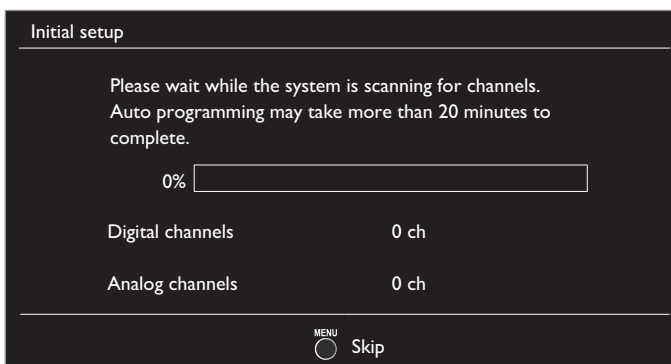 Initial setup
Please wait while the system is scanning for channels.
Auto programming may take more than 20 minutes to
complete.
0%
Digital channels 0 ch
Analog channels 0 ch
MENU Skip